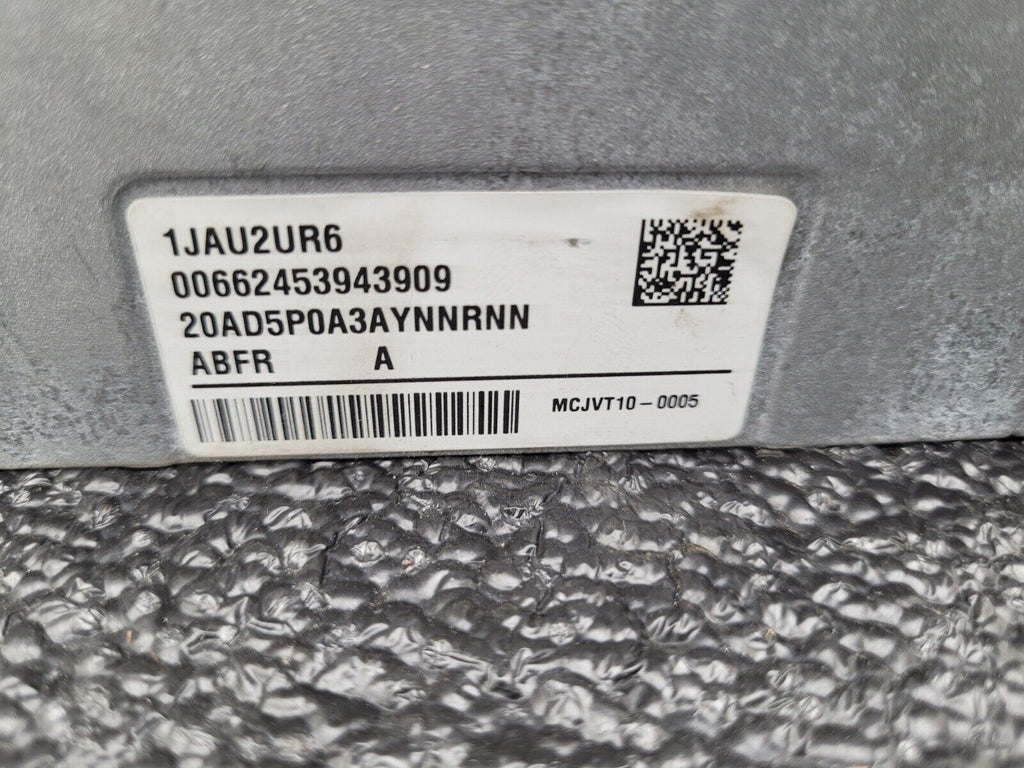 1JAU2UR6
00662453943909
20AD5P0A3AYNNRNN
ABFR A
MCJVT10-0005